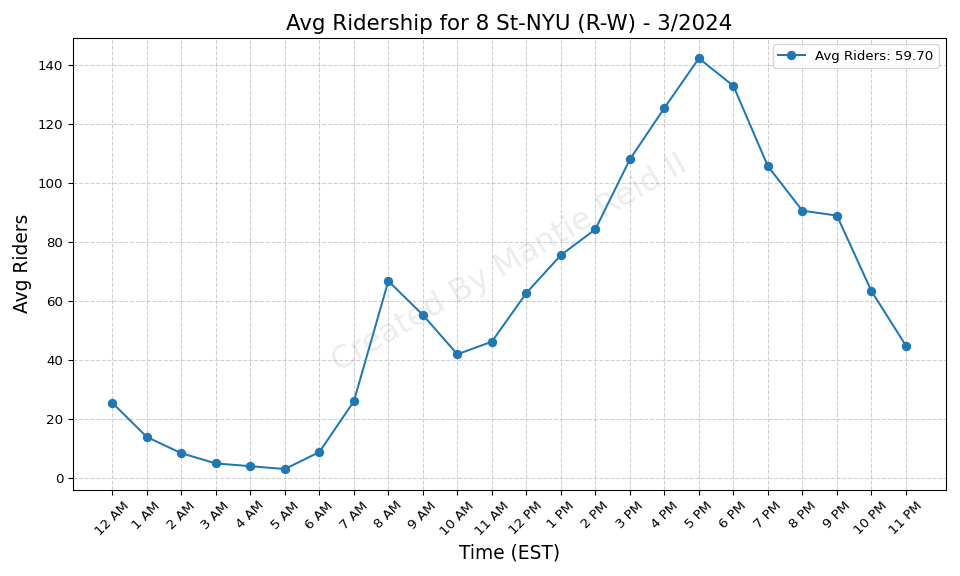 Avg Ridership for 8 St-NYU (R-W) - 3/2024
Avg Riders: 59.70
Avg Riders
140
120
100
80
60
40
20
0
Created By Mantie Reid II
12 AM
1 AM
2 AM
3 AM
4 AM
5 AM
6 AM
7 AM
8 AM
9 AM
10 AM
11 AM
12 PM
1 PM
2 PM
3 PM
4 PM
5 PM
6 PM
7 PM
8 PM
9 PM
10 PM
11 PM
Time (EST)